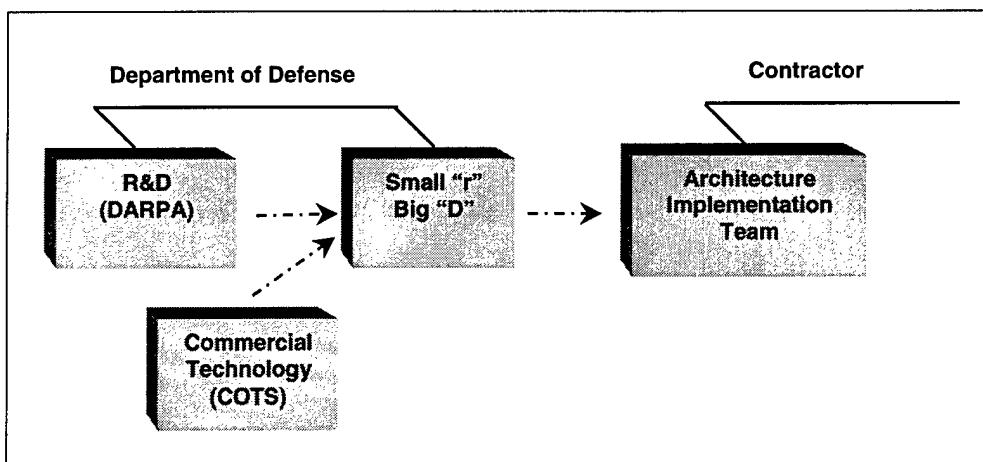 Department of Defense
Contractor
R&D
(DARPA)
Small “r”
Big “D”
Architecture
Implementation
Team
Commercial
Technology
(COTS)